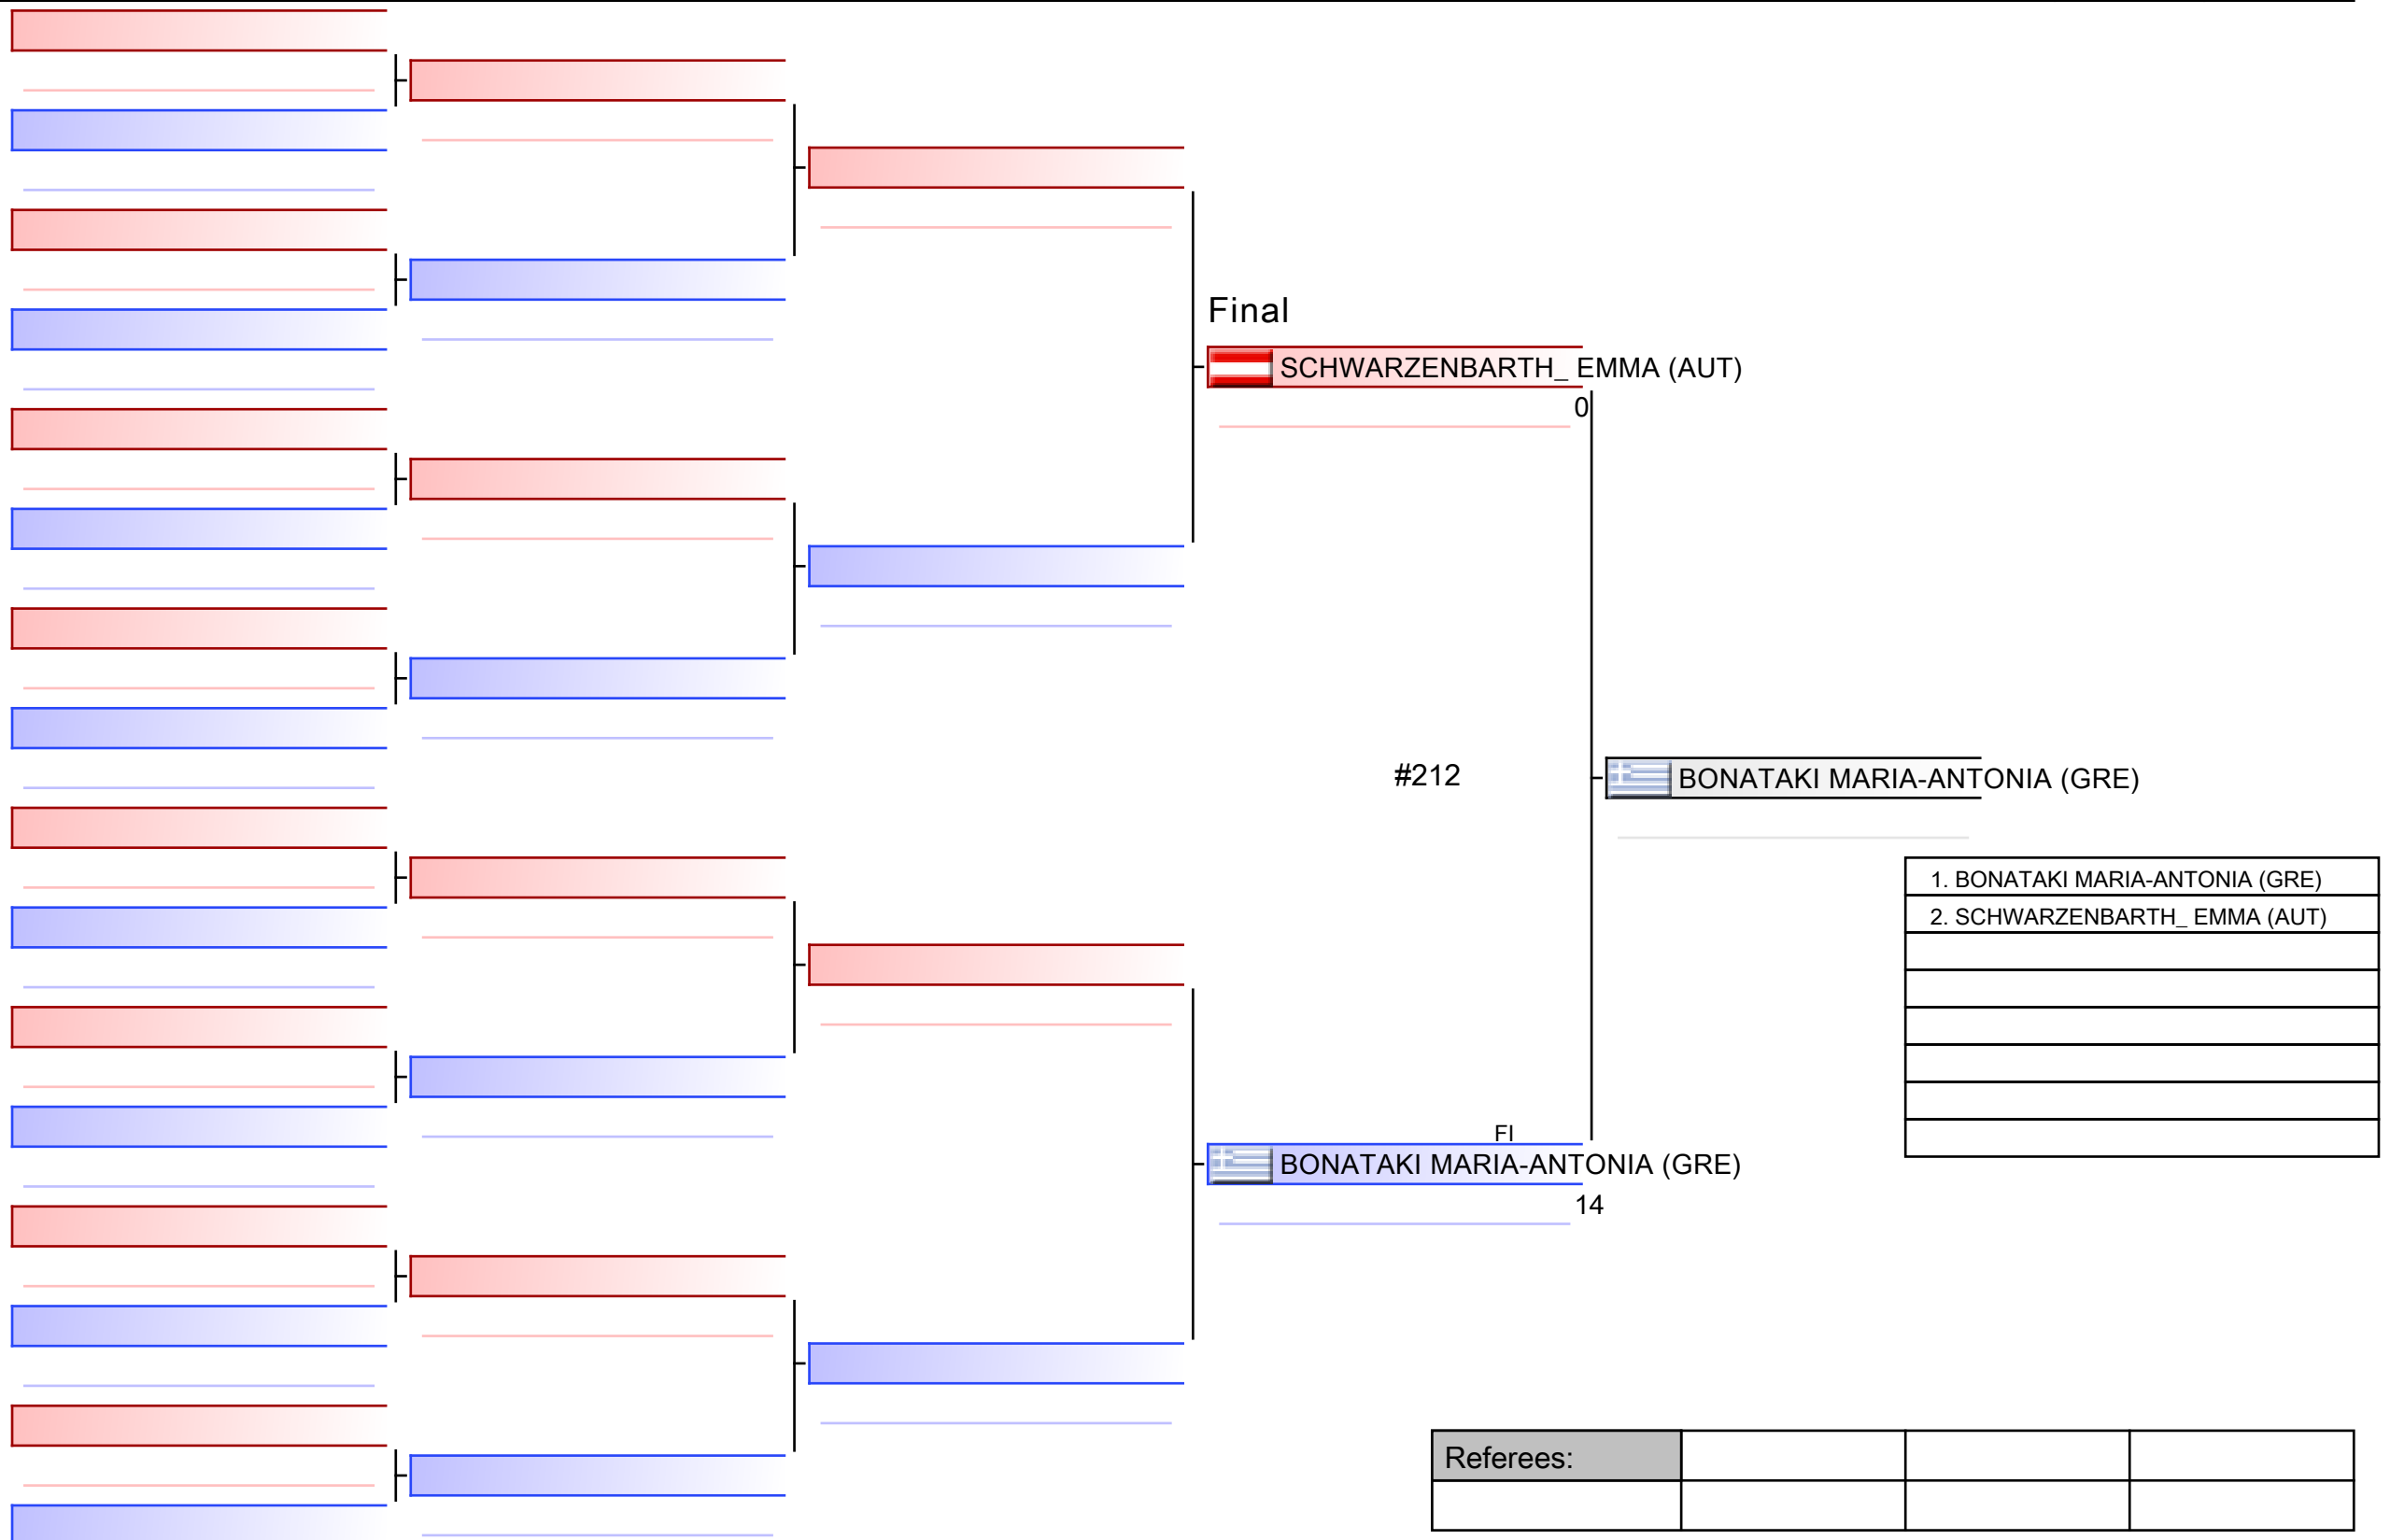 Final
SCHWARZENBARTH_ EMMA (AUT)
0
#212
BONATAKI MARIA-ANTONIA (GRE)
1. BONATAKI MARIA-ANTONIA (GRE)
2. SCHWARZENBARTH_ EMMA (AUT)
FI
BONATAKI MARIA-ANTONIA (GRE)
14
Referees: